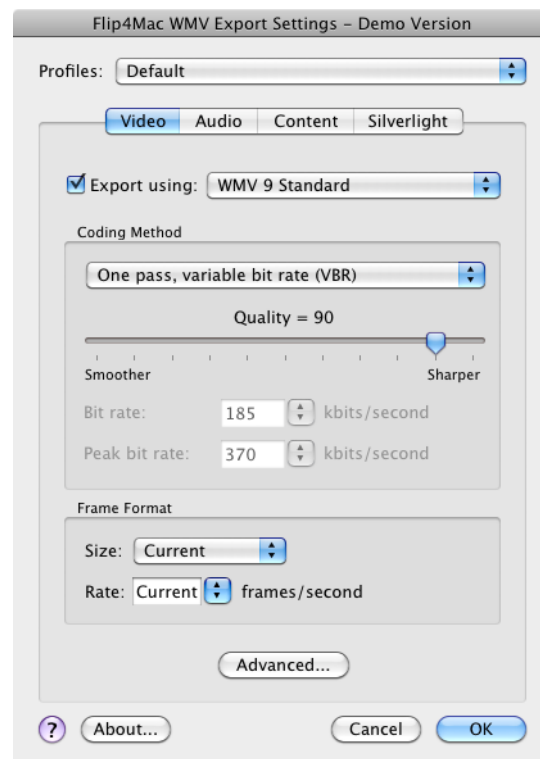 Flip4Mac WMV Export Settings – Demo Version
Profiles: Default
Video Audio Content Silverlight
Export using: WMV 9 Standard
Coding Method
One pass, variable bit rate (VBR)
Quality = 90
Smoother Sharper
Bit rate: 185 kbits/second
Peak bit rate: 370 kbits/second
Frame Format
Size: Current
Rate: Current frames/second
Advanced...
? About... Cancel OK